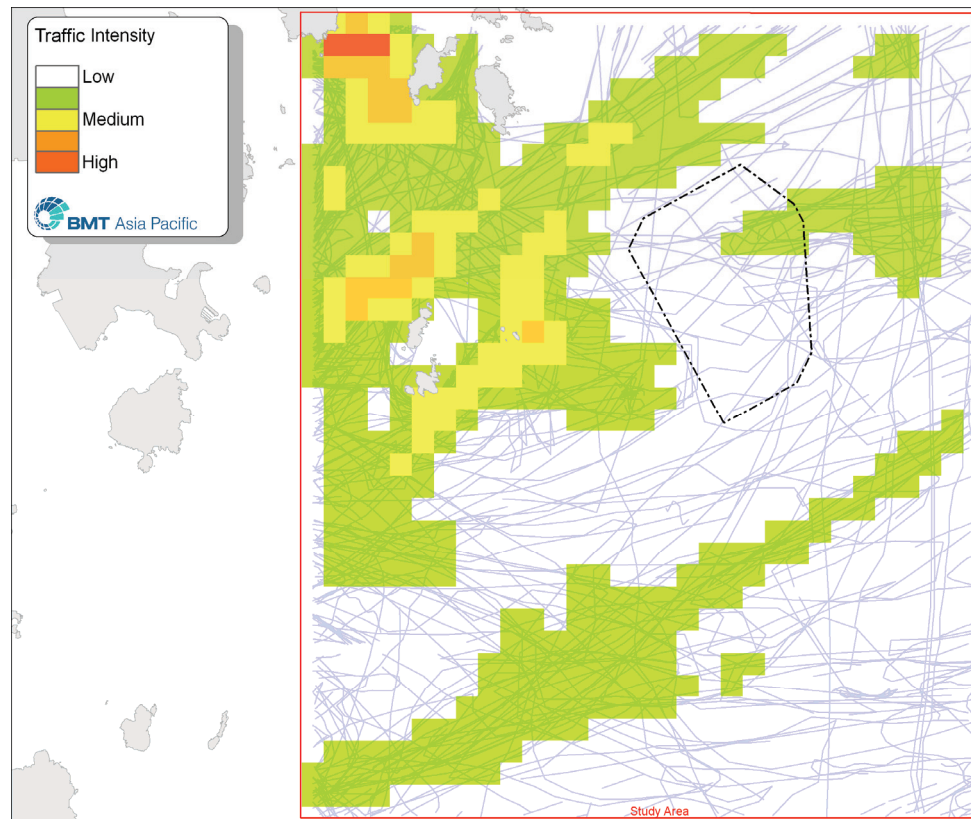 Traffic Intensity
Low
Medium
High
BMT Asia Pacific
Study Area